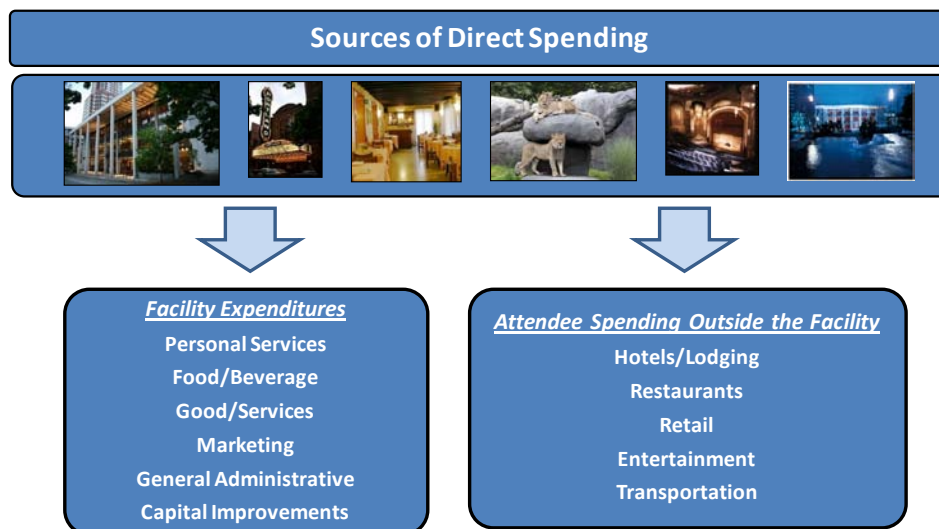 Sources of Direct Spending
Facility Expenditures
Personal Services
Food/Beverage
Good/Services
Marketing
General Administrative
Capital Improvements
Attendee Spending Outside the Facility
Hotels/Lodging
Restaurants
Retail
Entertainment
Transportation